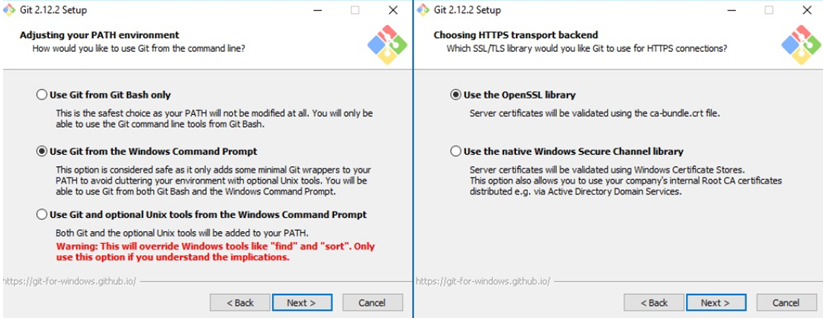 Git 2.12.2 Setup
Adjusting your PATH environment
How would you like to use Git from the command line?
Use Git from Git Bash only
This is the safest choice as your PATH will not be modified at all. You will only be
able to use the Git command line tools from Git Bash.
Use Git from the Windows Command Prompt
This option is considered safe as it only adds some minimal Git wrappers to your
PATH to avoid cluttering your environment with optional Unix tools. You will be
able to use Git from both Git Bash and the Windows Command Prompt.
Use Git and optional Unix tools from the Windows Command Prompt
Both Git and the optional Unix tools will be added to your PATH.
Warning: This will override Windows tools like "find" and "sort". Only
use this option if you understand the implications.
https://git-for-windows.github.io/
< Back Next > Cancel
Git 2.12.2 Setup
Choosing HTTPS transport backend
Which SSL/TLS library would you like Git to use for HTTPS connections?
Use the OpenSSL library
Server certificates will be validated using the ca-bundle.crt file.
Use the native Windows Secure Channel library
Server certificates will be validated using Windows Certificate Stores.
This option also allows you to use your company's internal Root CA certificates
distributed e.g. via Active Directory Domain Services.
https://git-for-windows.github.io/
< Back Next > Cancel